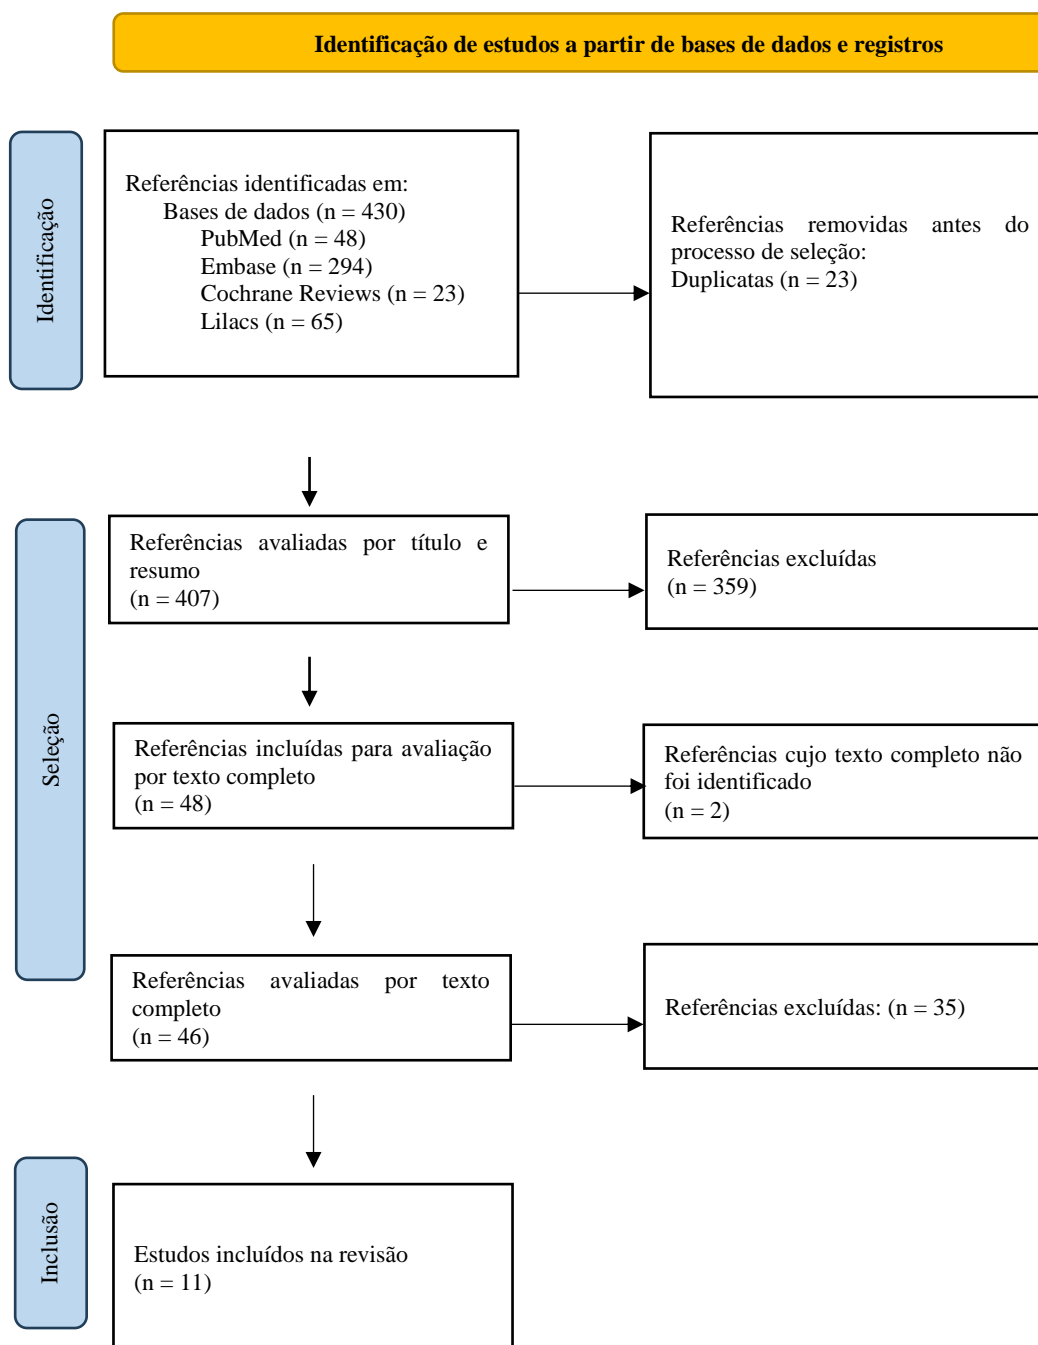 Identificação de estudos a partir de bases de dados e registros
Identificação
Referências identificadas em:
Bases de dados (n = 430)
PubMed (n = 48)
Embase (n = 294)
Cochrane Reviews (n = 23)
Lilacs (n = 65)
Referências removidas antes do
processo de seleção:
Duplicatas (n = 23)
Seleção
Referências avaliadas por título e
resumo
(n = 407)
Referências excluídas
(n = 359)
Referências incluídas para avaliação
por texto completo
(n = 48)
Referências cujo texto completo não
foi identificado
(n = 2)
Referências avaliadas por texto
completo
(n = 46)
Referências excluídas: (n = 35)
Inclusão
Estudos incluídos na revisão
(n = 11)